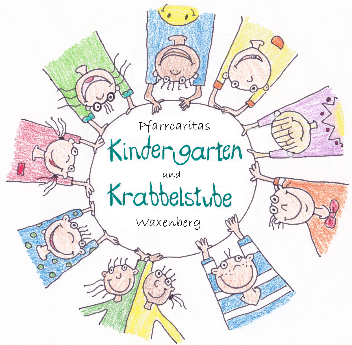 Pfarrcaritas
Kindergarten
und
Krabbelstube
Waxenberg